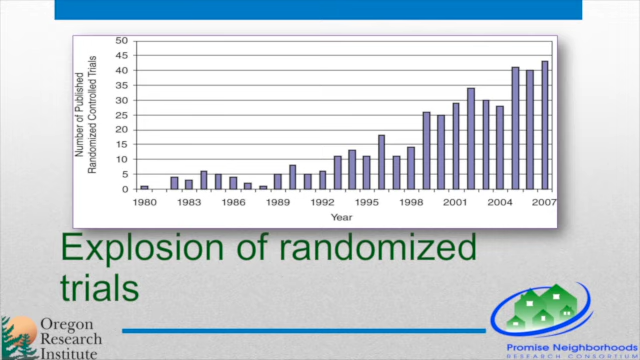 50
45
40
35
30
25
20
15
10
5
0
Number of Published
Randomized Controlled Trials
1980 1983 1986 1989 1992 1995 1998 2001 2004 2007
Year
Explosion of randomized
trials
Oregon
Research
Institute
Promise Neighborhoods
RESEARCH CONSORTIUM